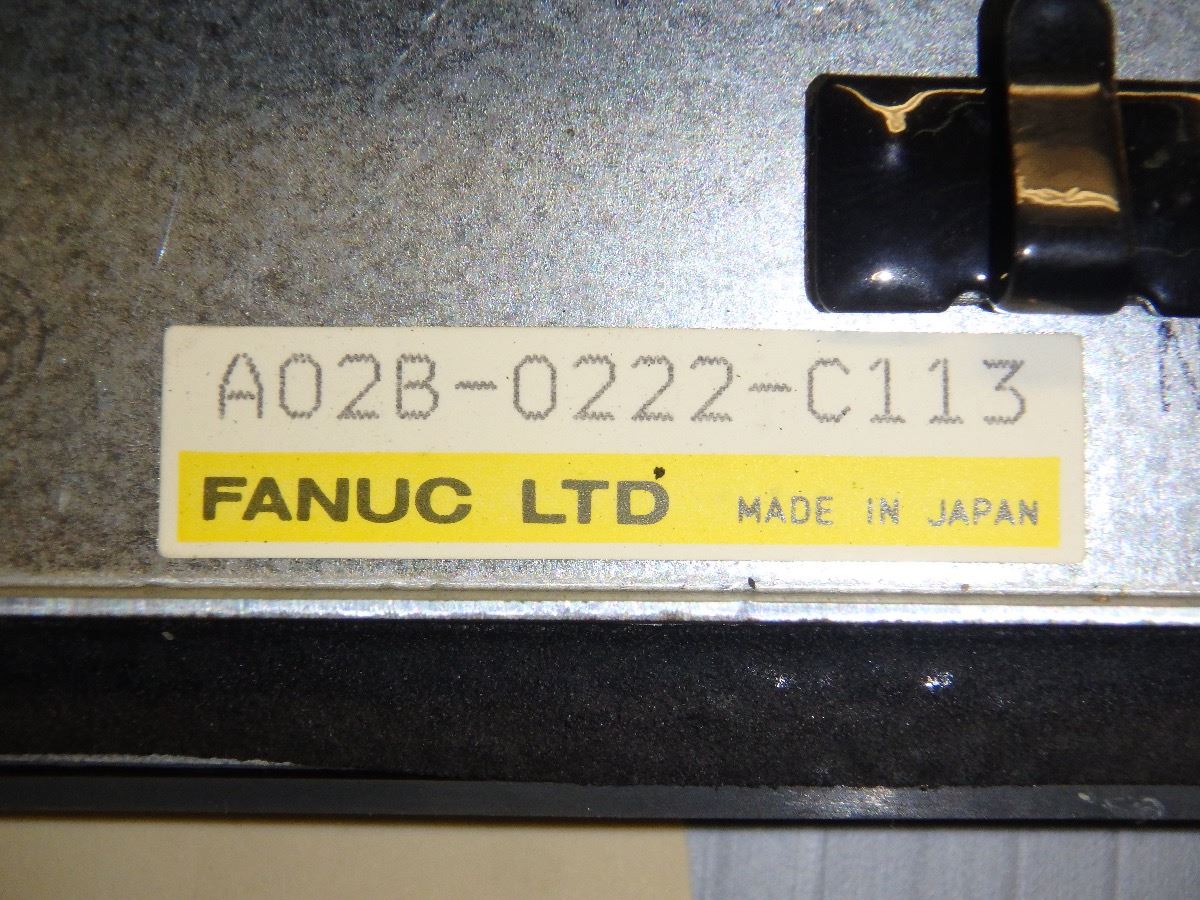 A02B-0222-C113
FANUC LTD MADE IN JAPAN